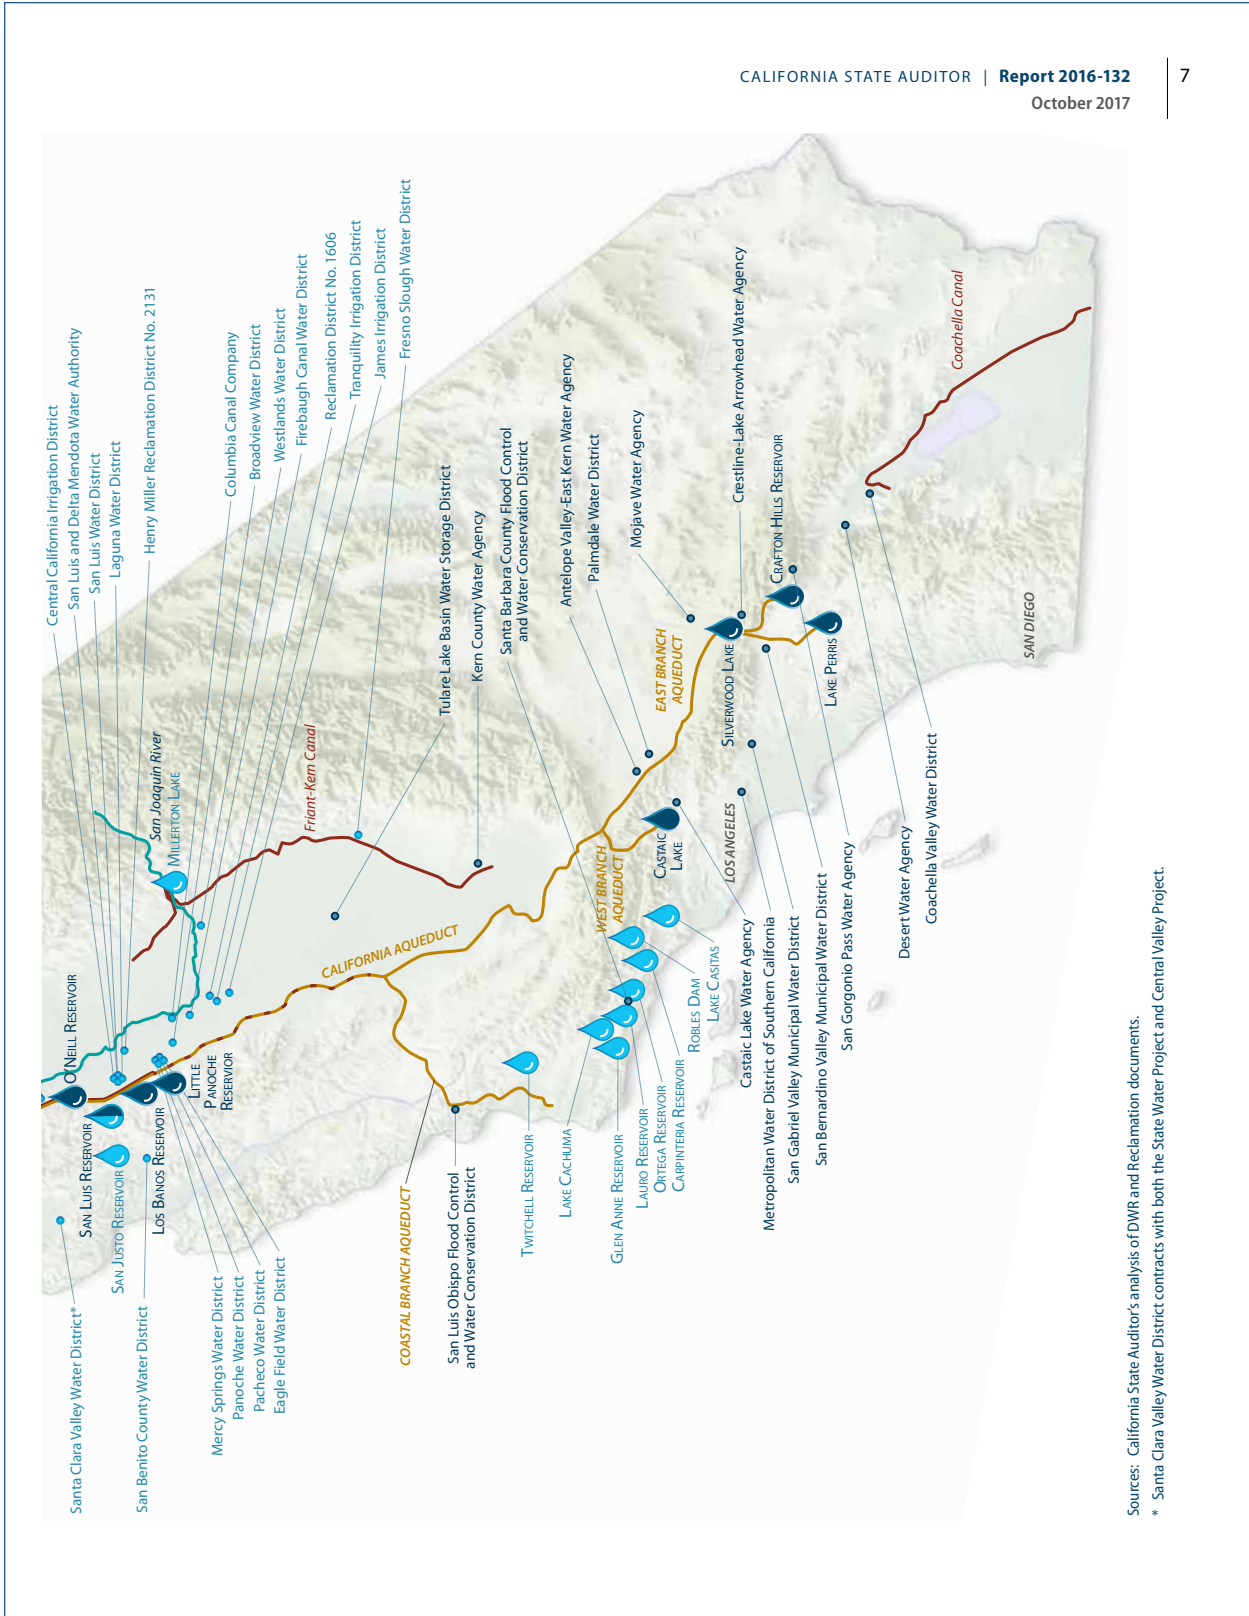 CALIFORNIA STATE AUDITOR | Report 2016-132
October 2017
7
Central California Irrigation District
San Luis and Delta Mendota Water Authority
San Luis Water District
Laguna Water District
Henry Miller Reclamation District No. 2131
Columbia Canal Company
Broadview Water District
Westlands Water District
Firebaugh Canal Water District
Reclamation District No. 1606
Tranquility Irrigation District
James Irrigation District
Fresno Slough Water District
Tulare Lake Basin Water Storage District
Kern County Water Agency
Santa Barbara County Flood Control
and Water Conservation District
Antelope Valley-East Kern Water Agency
Palmdale Water District
Mojave Water Agency
Crestline-Lake Arrowhead Water Agency
CRAFTON HILLS RESERVOIR
Coachella Canal
San Joaquin River
MILLERTON LAKE
Friant-Kern Canal
EAST BRANCH
AQUEDUCT
SILVERWOOD LAKE
LAKE PERRIS
SAN DIEGO
O'NEILL RESERVOIR
CALIFORNIA AQUEDUCT
WEST BRANCH
AQUEDUCT
CASTAIC
LAKE
LOS ANGELES
SAN LUIS RESERVOIR
SAN JUSTO RESERVOIR
LOS BANOS RESERVOIR
LITTLE
PANOCHE
RESERVIOR
Santa Clara Valley Water District*
San Benito County Water District
Mercy Springs Water District
Panoche Water District
Pacheco Water District
Eagle Field Water District
COASTAL BRANCH AQUEDUCT
San Luis Obispo Flood Control
and Water Conservation District
TWITCHELL RESERVOIR
LAKE CACHUMA
GLEN ANNE RESERVOIR
LAURO RESERVOIR
ORTEGA RESERVOIR
CARPINTERIA RESERVOIR
ROBLES DAM
LAKE CASITAS
Castaic Lake Water Agency
Metropolitan Water District of Southern California
San Gabriel Valley Municipal Water District
San Bernardino Valley Municipal Water District
San Gorgonio Pass Water Agency
Desert Water Agency
Coachella Valley Water District
Sources: California State Auditor's analysis of DWR and Reclamation documents.
* Santa Clara Valley Water District contracts with both the State Water Project and Central Valley Project.